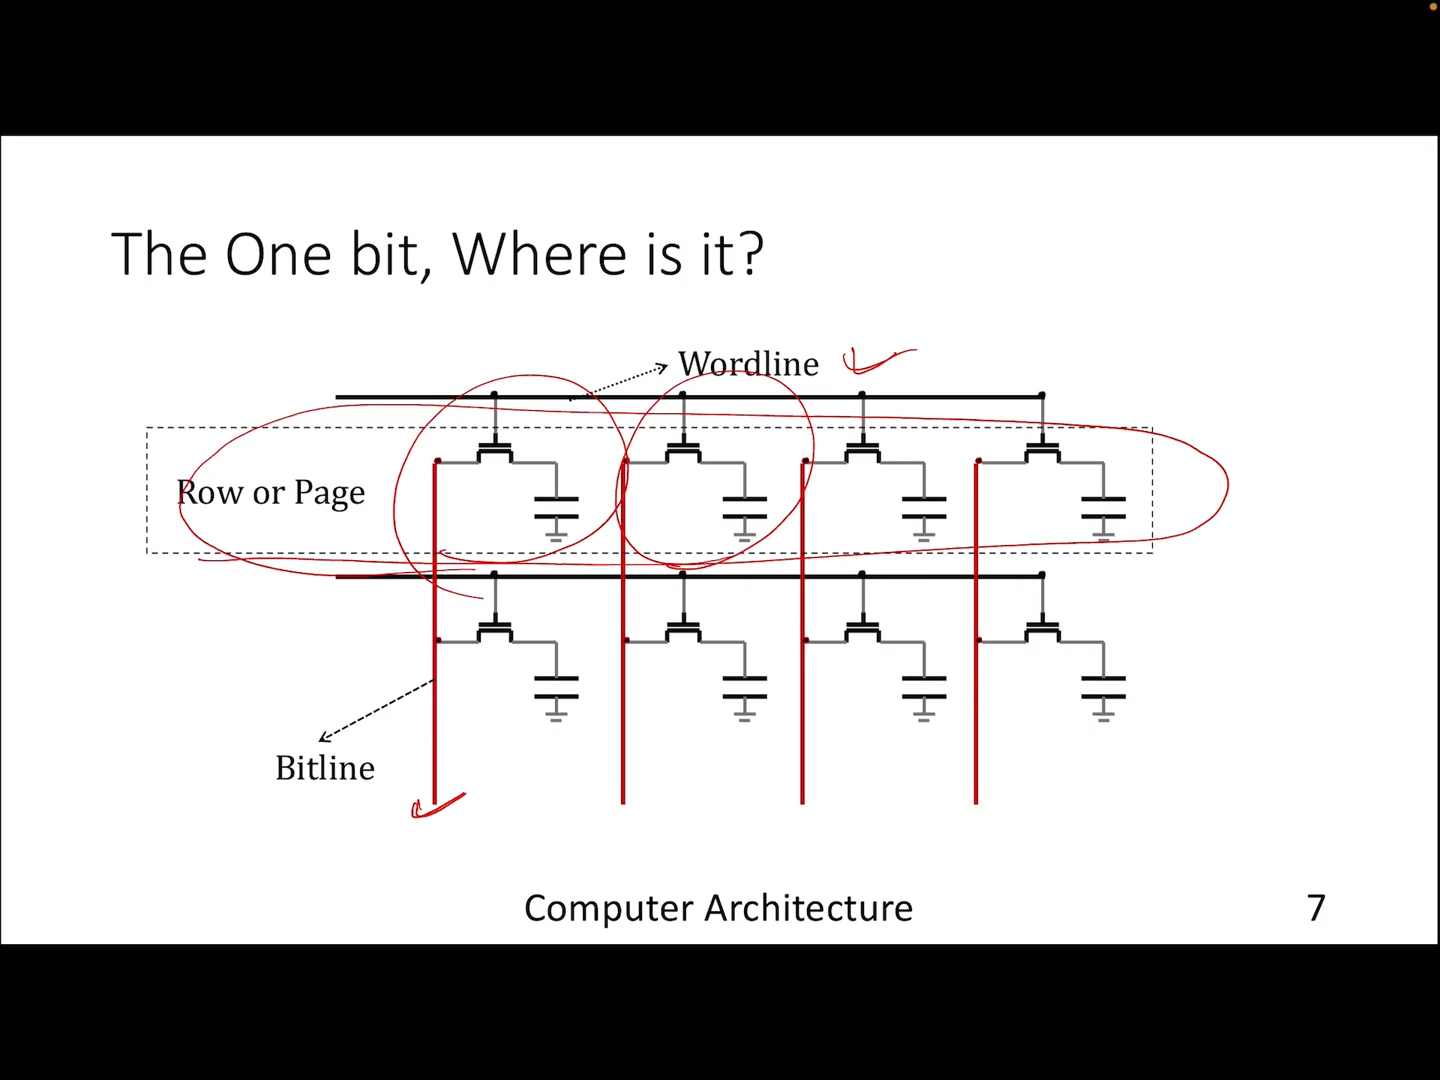 The One bit, Where is it?
Wordline
Row or Page
Bitline
Computer Architecture
7